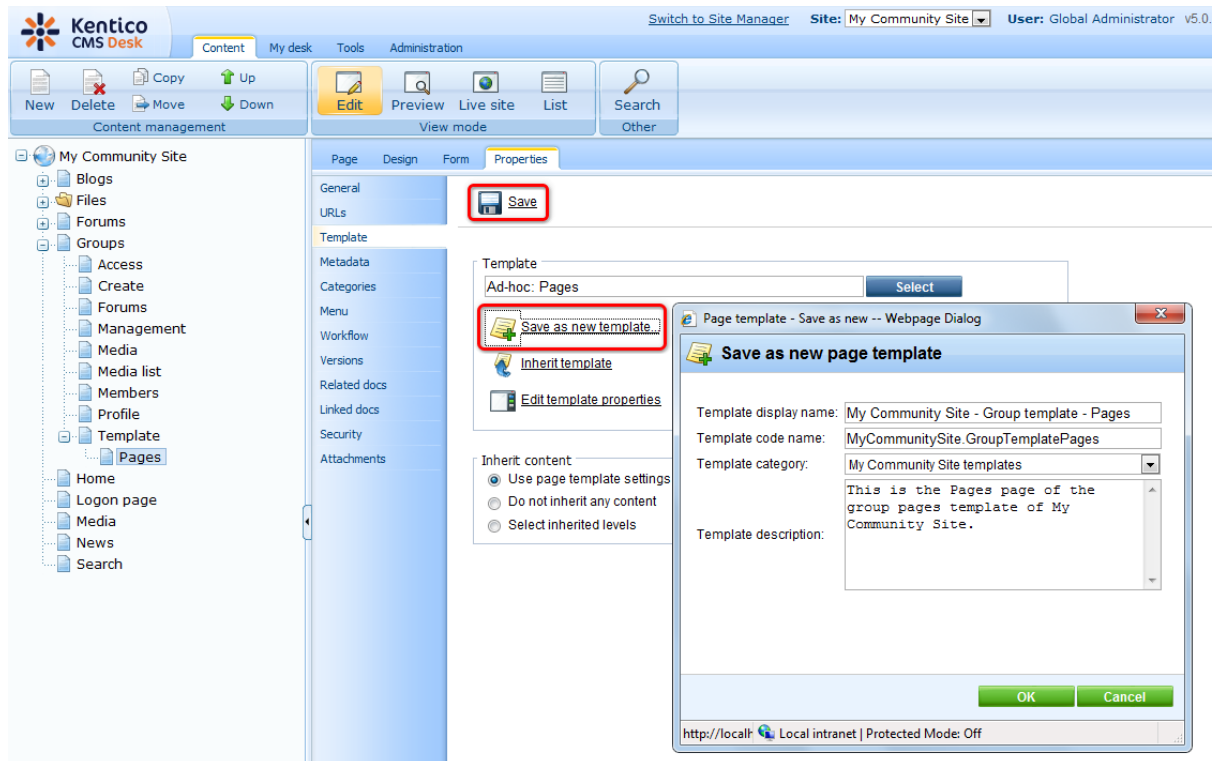 Kentico
CMS Desk
Switch to Site Manager Site: My Community Site User: Global Administrator v5.0.
Content My desk Tools Administration
New Delete Copy Move Up Down
Content management
Edit Preview Live site List
View mode
Search
Other
My Community Site
Blogs
Files
Forums
Groups
Access
Create
Forums
Management
Media
Media list
Members
Profile
Template
Pages
Home
Logon page
Media
News
Search
Page Design Form Properties
General
URLs
Template
Metadata
Categories
Menu
Workflow
Versions
Related docs
Linked docs
Security
Attachments
Save
Template
Ad-hoc: Pages Select
Save as new template...
Inherit template
Edit template properties
Inherit content
Use page template settings
Do not inherit any content
Select inherited levels
Page template - Save as new -- Webpage Dialog
Save as new page template
Template display name: My Community Site - Group template - Pages
Template code name: MyCommunitySite.GroupTemplatePages
Template category: My Community Site templates
Template description:
This is the Pages page of the
group pages template of My
Community Site.
OK Cancel
http://localh Local intranet | Protected Mode: Off